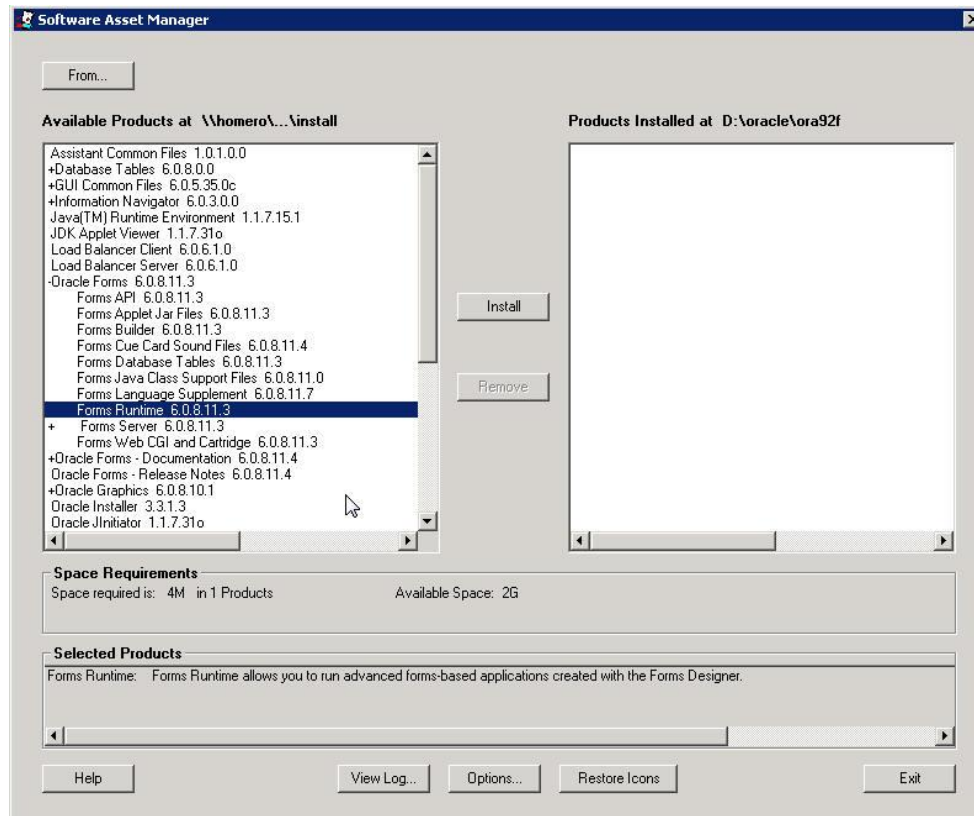 Software Asset Manager
From...
Available Products at \\homero\...\install
Products Installed at D:\oracle\ora92f
Assistant Common Files 1.0.1.0.0
+Database Tables 6.0.8.0.0
+GUI Common Files 6.0.5.35.0c
+Information Navigator 6.0.3.0.0
Java(TM) Runtime Environment 1.1.7.15.1
JDK Applet Viewer 1.1.7.31o
Load Balancer Client 6.0.6.1.0
Load Balancer Server 6.0.6.1.0
-Oracle Forms 6.0.8.11.3
Forms API 6.0.8.11.3
Forms Applet Jar Files 6.0.8.11.3
Forms Builder 6.0.8.11.3
Forms Cue Card Sound Files 6.0.8.11.4
Forms Database Tables 6.0.8.11.3
Forms Java Class Support Files 6.0.8.11.0
Forms Language Supplement 6.0.8.11.7
Forms Runtime 6.0.8.11.3
+ Forms Server 6.0.8.11.3
Forms Web CGI and Cartridge 6.0.8.11.3
+Oracle Forms - Documentation 6.0.8.11.4
Oracle Forms - Release Notes 6.0.8.11.4
+Oracle Graphics 6.0.8.10.1
Oracle Installer 3.3.1.3
Oracle JInitiator 1.1.7.31o
Install
Remove
Space Requirements
Space required is: 4M in 1 Products Available Space: 2G
Selected Products
Forms Runtime: Forms Runtime allows you to run advanced forms-based applications created with the Forms Designer.
Help
View Log...
Options...
Restore Icons
Exit